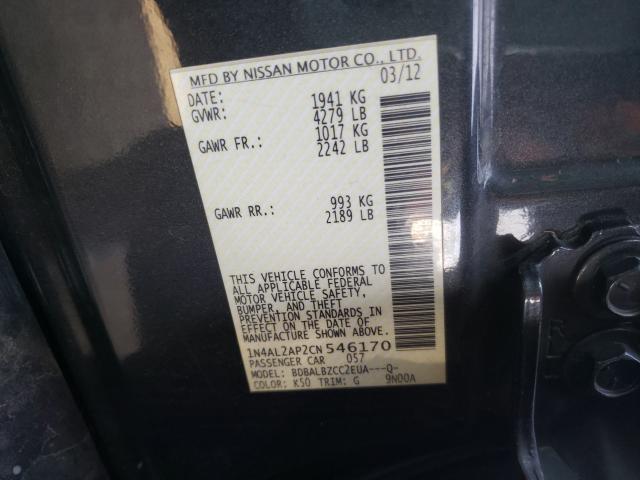 MFD BY NISSAN MOTOR CO., LTD.
DATE: 03/12
GVWR: 1941 KG
4279 LB
GAWR FR.: 1017 KG
2242 LB
GAWR RR.: 993 KG
2189 LB
THIS VEHICLE CONFORMS TO
ALL APPLICABLE FEDERAL
MOTOR VEHICLE SAFETY,
BUMPER, AND THEFT
PREVENTION STANDARDS IN
EFFECT ON THE DATE OF
MANUFACTURE SHOWN ABOVE.
1N4AL2AP2CN 546170
PASSENGER CAR 057
MODEL: BDBALBZCC2EUA---Q-
COLOR: K50 TRIM: G 9N00A